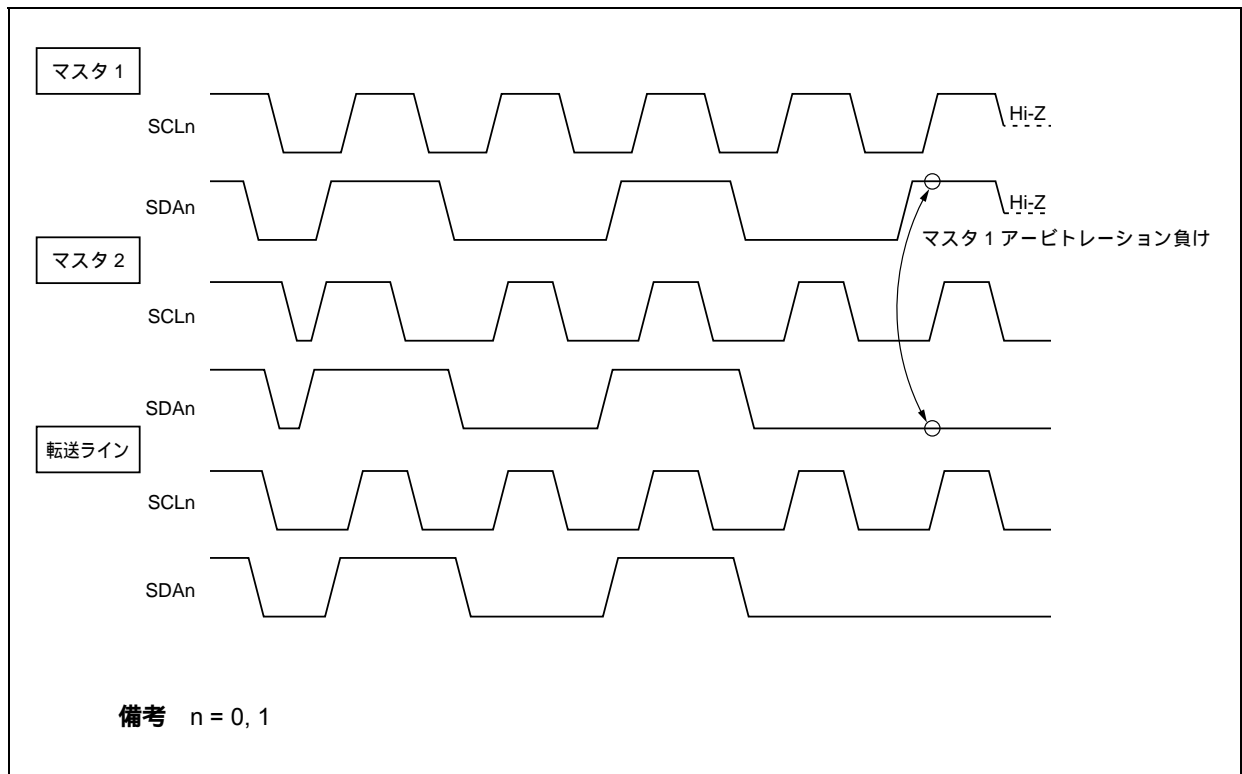 マスタ 1
SCLn
Hi-Z
SDAn
Hi-Z
マスタ 1 アービトレーション負け
マスタ 2
SCLn
SDAn
転送ライン
SCLn
SDAn
備考 n = 0, 1